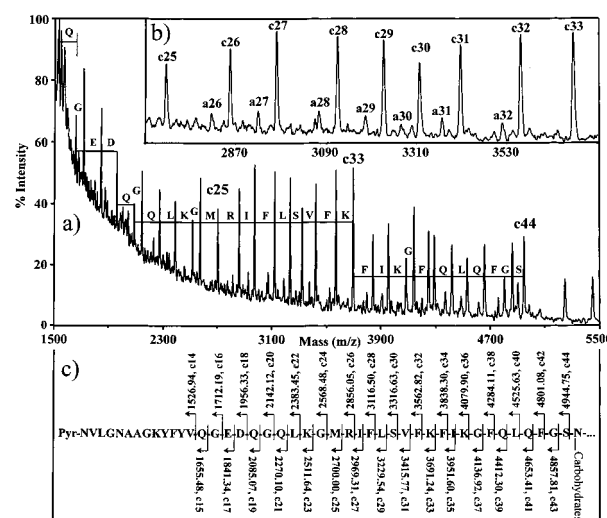 b)
c25
c26
c27
c28
c29
c30
c31
c32
c33
a26
a27
a28
a29
a30
a31
a32
2870
3090
3310
3530
% Intensity
100
80
60
40
20
0
a)
Q
G
E D
Q G
Q L K G M R I F L S V F K
F I K G F Q L Q F G S
c25
c33
c44
1500
2300
3100
3900
4700
5500
Mass (m/z)
c)
1526.94, c14
1712.19, c16
1956.33, c18
2142.12, c20
2383.45, c22
2568.48, c24
2856.05, c26
3116.50, c28
3316.63, c30
3562.82, c32
3838.30, c34
4079.90, c36
4284.11, c38
4525.63, c40
4801.08, c42
4944.75, c44
Pyr-NVLGNAAGKYFYV-Q-G-E-D-Q-G-Q-L-K-G-M-R-I-F-L-S-V-F-K-F-I-K-G-F-Q-L-Q-F-G-S-N-
Carbohydrates
1655.48, c15
1841.34, c17
2085.07, c19
2270.10, c21
2511.64, c23
2700.00, c25
2969.31, c27
3229.54, c29
3415.77, c31
3691.24, c33
3951.60, c35
4136.92, c37
4412.30, c39
4653.41, c41
4857.81, c43